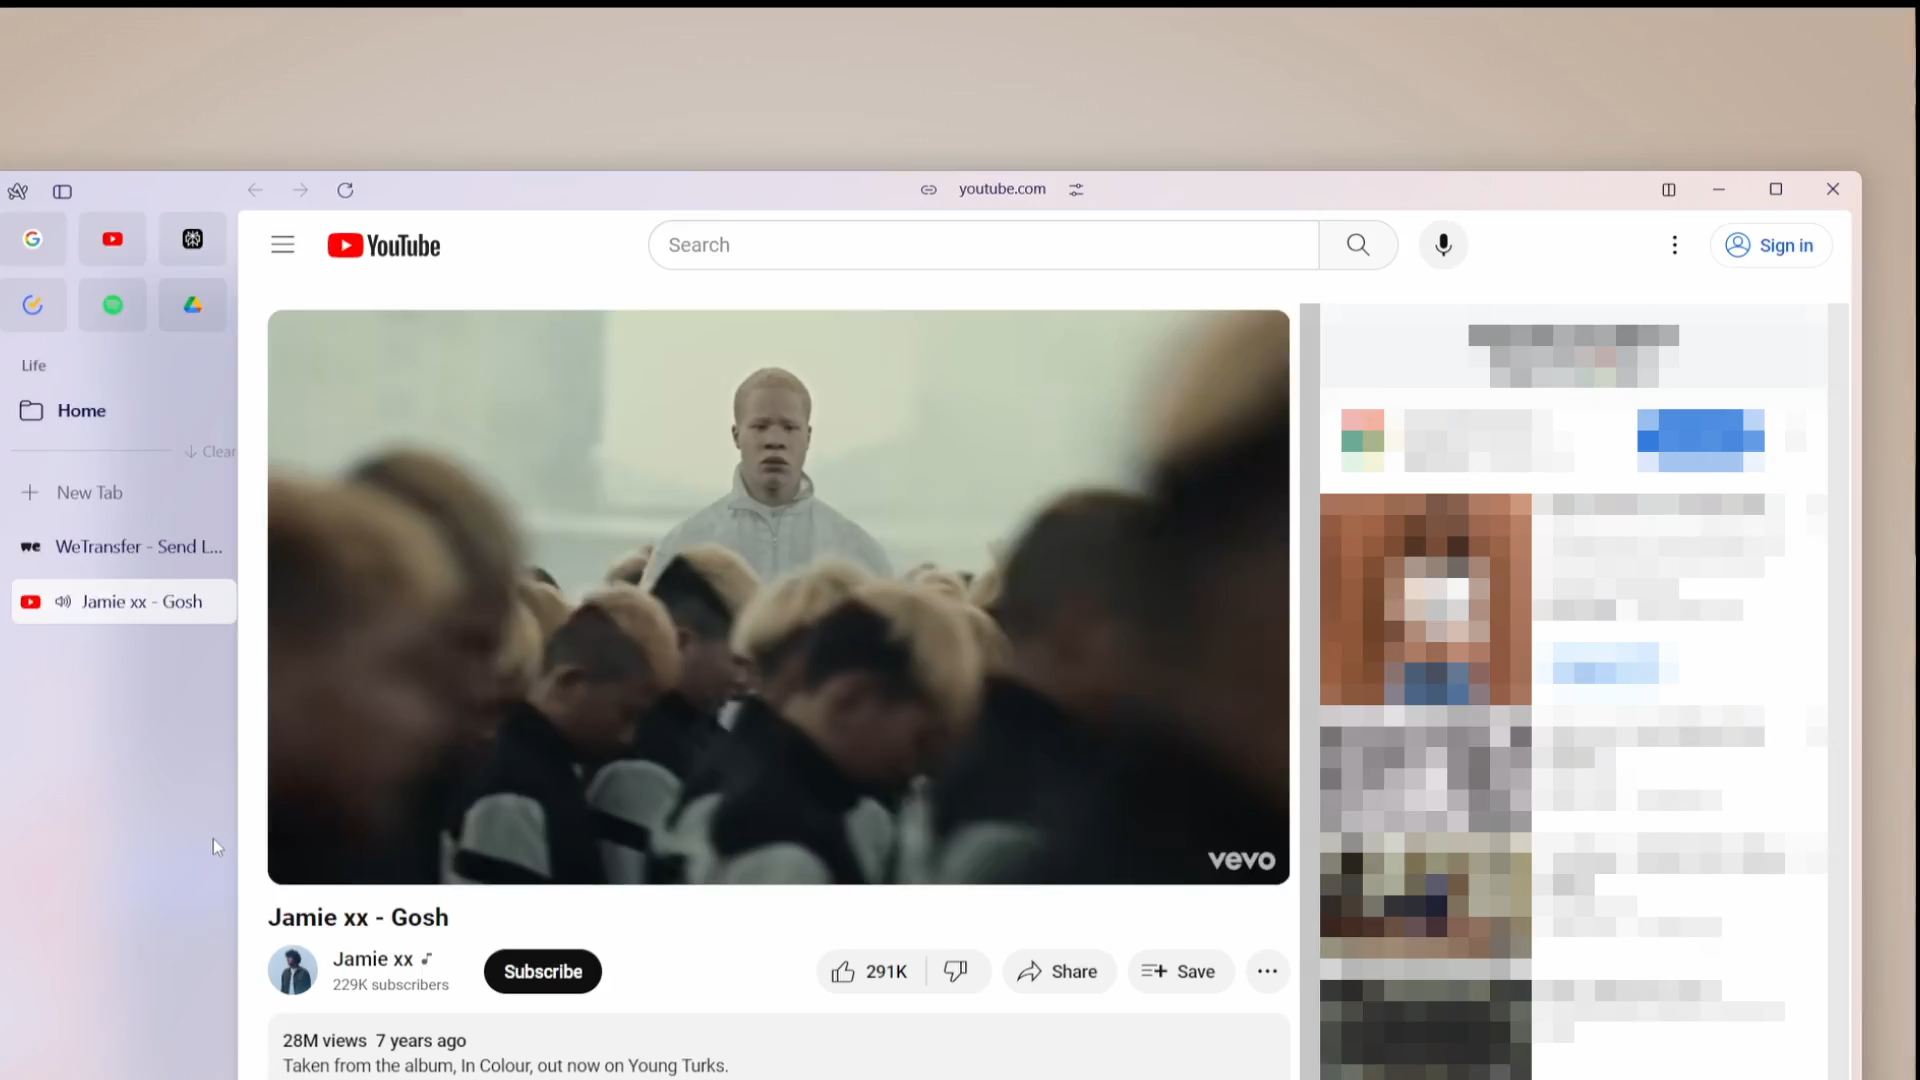 youtube.com
YouTube
Search
Sign in
Life
Home
Clear
New Tab
we WeTransfer - Send L...
Jamie xx - Gosh
vevo
Jamie xx - Gosh
Jamie xx
229K subscribers
Subscribe
291K
Share
Save
28M views 7 years ago
Taken from the album, In Colour, out now on Young Turks.